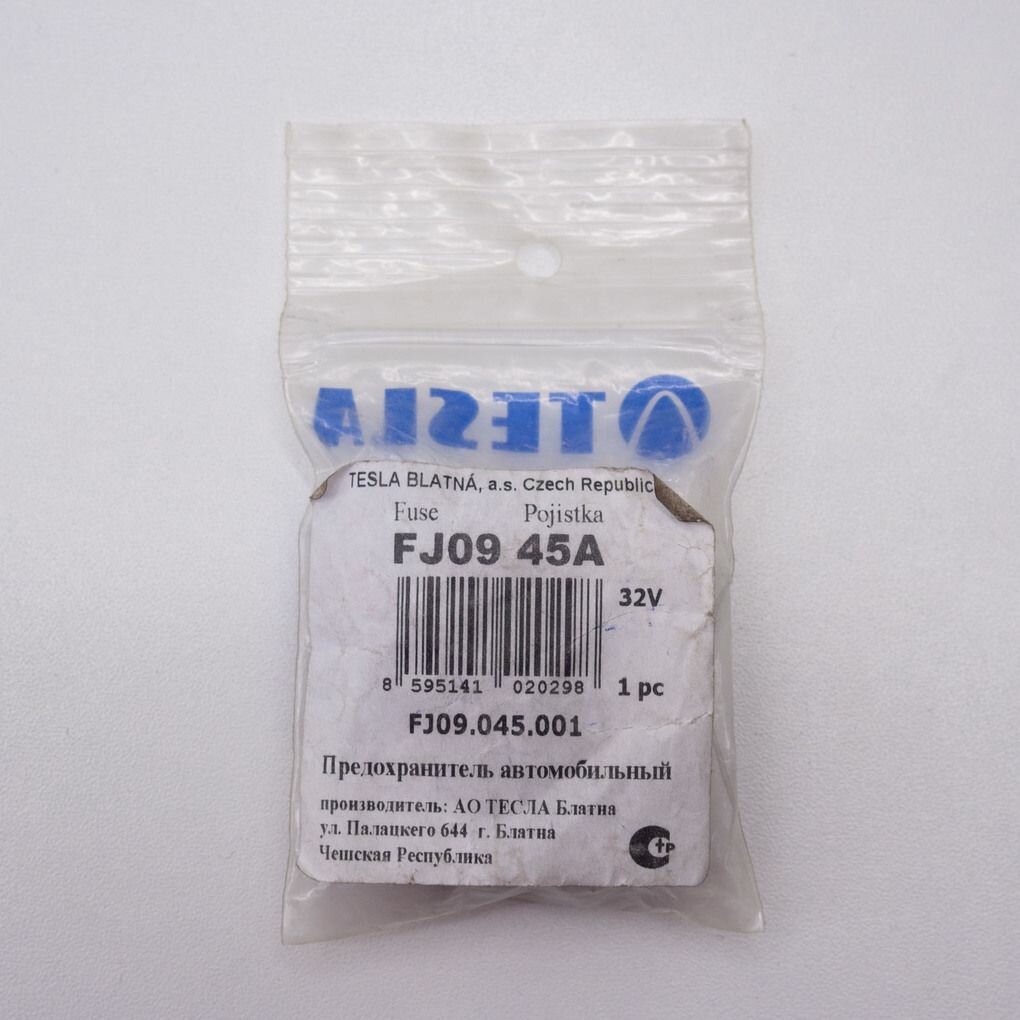 TESLA
TESLA BLATNÁ, a.s. Czech Republic
Fuse Pojistka
FJ09 45A
32V
8 595141 020298
1 pc
FJ09.045.001
Предохранитель автомобильный
производитель: АО ТЕСЛА Блатна
ул. Палацкего 644 г. Блатна
Чешская Республика